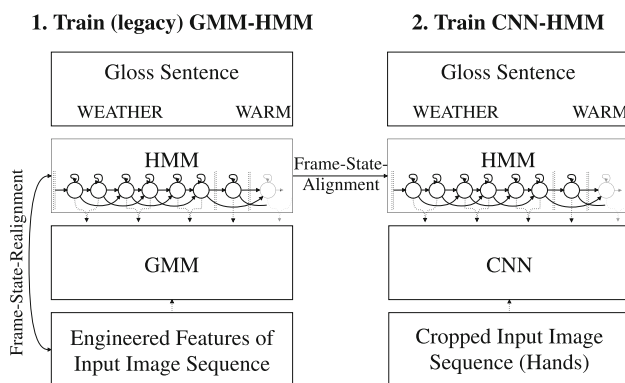 1. Train (legacy) GMM-HMM
Gloss Sentence
WEATHER WARM
HMM
Frame-State-Realignment
GMM
Engineered Features of
Input Image Sequence
Frame-State-
Alignment
2. Train CNN-HMM
Gloss Sentence
WEATHER WARM
HMM
CNN
Cropped Input Image
Sequence (Hands)